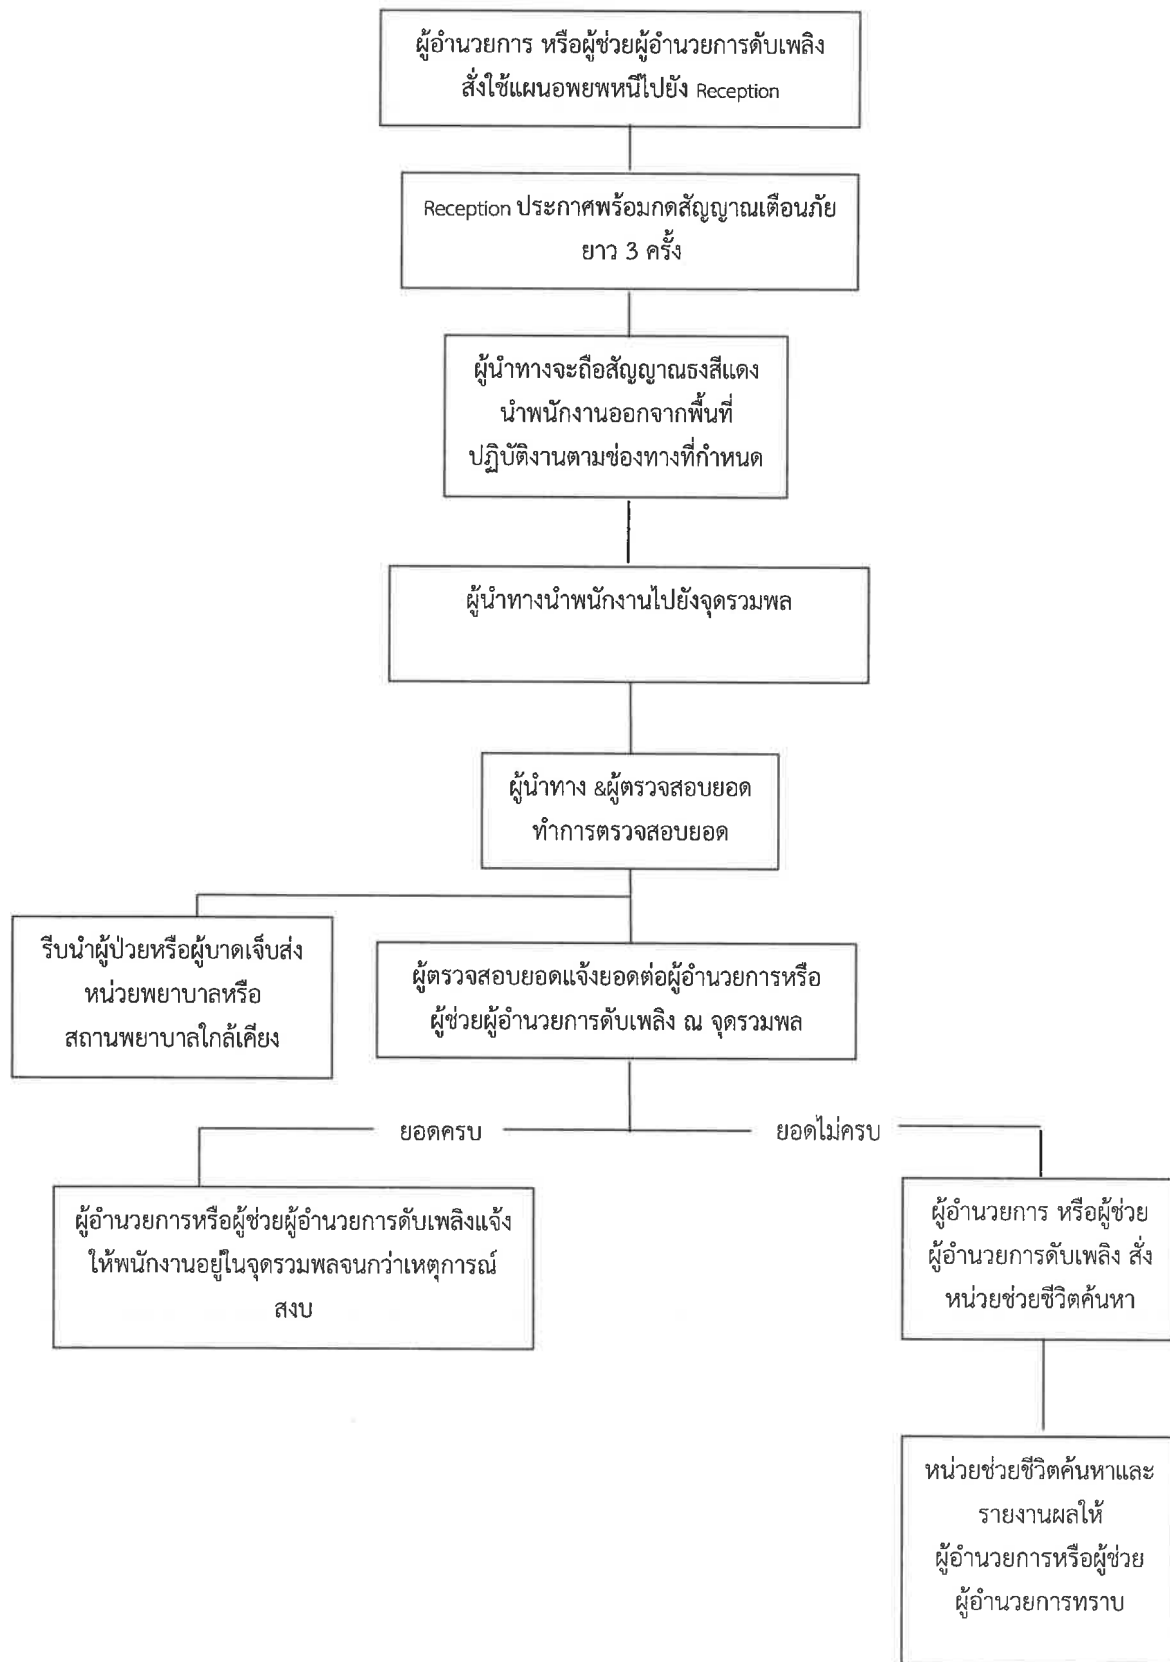 ผู้อำนวยการ หรือผู้ช่วยผู้อำนวยการดับเพลิง
สั่งใช้แผนอพยพหนีไปยัง Reception
Reception ประกาศพร้อมกดสัญญาณเตือนภัย
ยาว 3 ครั้ง
ผู้นำทางจะถือสัญญาณธงสีแดง
นำพนักงานออกจากพื้นที่
ปฏิบัติงานตามช่องทางที่กำหนด
ผู้นำทางนำพนักงานไปยังจุดรวมพล
ผู้นำทาง &ผู้ตรวจสอบยอด
ทำการตรวจสอบยอด
รีบนำผู้ป่วยหรือผู้บาดเจ็บส่ง
หน่วยพยาบาลหรือ
สถานพยาบาลใกล้เคียง
ผู้ตรวจสอบยอดแจ้งยอดต่อผู้อำนวยการหรือ
ผู้ช่วยผู้อำนวยการดับเพลิง ณ จุดรวมพล
ยอดครบ
ยอดไม่ครบ
ผู้อำนวยการหรือผู้ช่วยผู้อำนวยการดับเพลิงแจ้ง
ให้พนักงานอยู่ในจุดรวมพลจนกว่าเหตุการณ์
สงบ
ผู้อำนวยการ หรือผู้ช่วย
ผู้อำนวยการดับเพลิง สั่ง
หน่วยช่วยชีวิตค้นหา
หน่วยช่วยชีวิตค้นหาและ
รายงานผลให้
ผู้อำนวยการหรือผู้ช่วย
ผู้อำนวยการทราบ